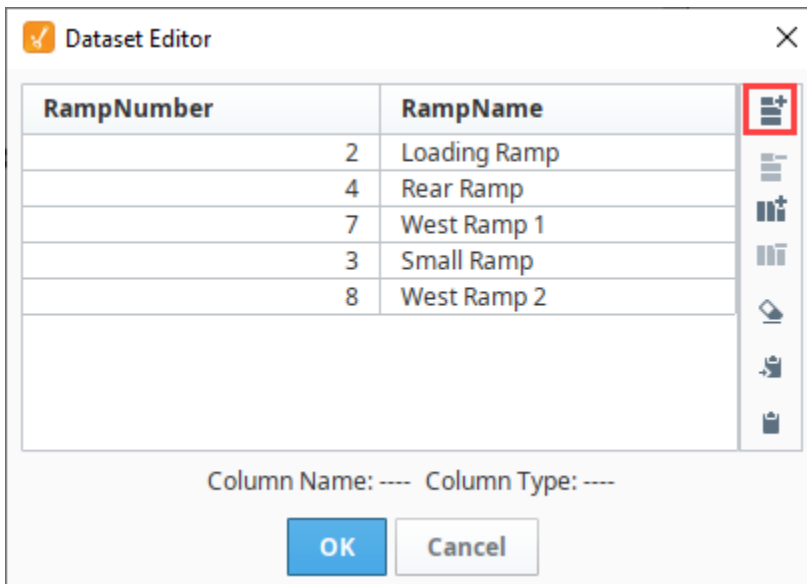 Dataset Editor
RampNumber RampName
2 Loading Ramp
4 Rear Ramp
7 West Ramp 1
3 Small Ramp
8 West Ramp 2
Column Name: ---- Column Type: ----
OK Cancel